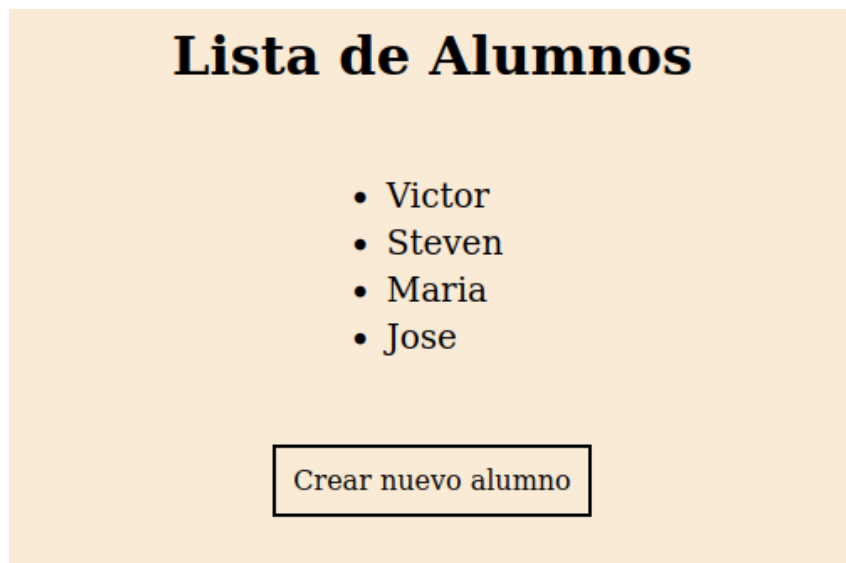 Lista de Alumnos
Victor
Steven
Maria
Jose
Crear nuevo alumno